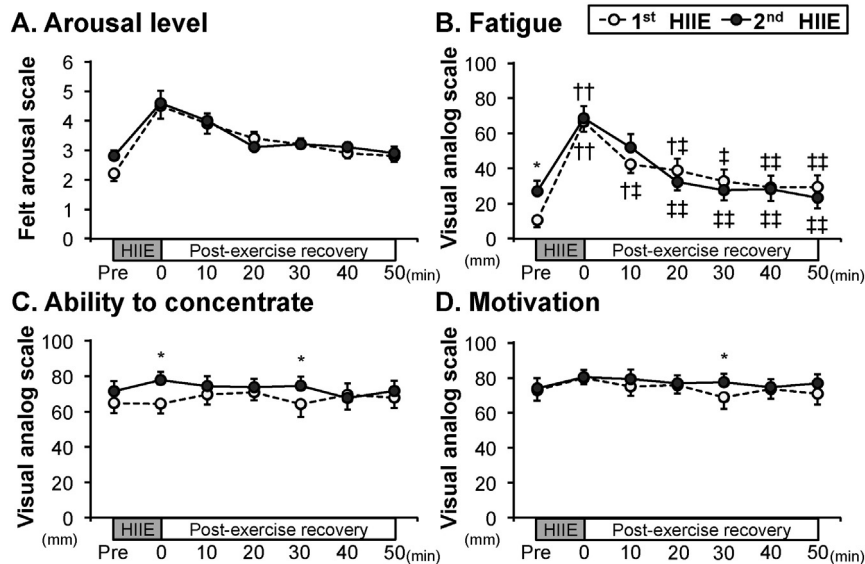 A. Arousal level
Felt arousal scale
6
5
4
3
2
1
0
HIIE
Post-exercise recovery
Pre 0 10 20 30 40 50 (min)
B. Fatigue
1st HIIE 2nd HIIE
Visual analog scale
100
80
60
40
20
0
(mm)
* †† †† †‡ †‡ ‡‡ ‡ ‡‡ ‡‡ ‡‡ ‡‡ ‡‡
HIIE
Post-exercise recovery
Pre 0 10 20 30 40 50 (min)
C. Ability to concentrate
Visual analog scale
100
80
60
40
20
0
(mm)
* *
HIIE
Post-exercise recovery
Pre 0 10 20 30 40 50 (min)
D. Motivation
Visual analog scale
100
80
60
40
20
0
(mm)
*
HIIE
Post-exercise recovery
Pre 0 10 20 30 40 50 (min)